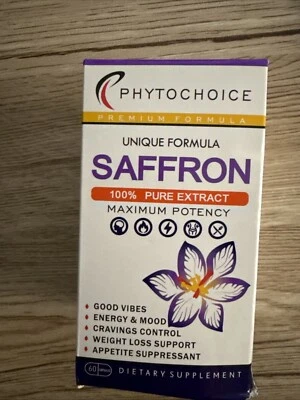 PHYTOCHOICE
PREMIUM FORMULA
UNIQUE FORMULA
SAFFRON
100% PURE EXTRACT
MAXIMUM POTENCY
• GOOD VIBES
• ENERGY & MOOD
• CRAVINGS CONTROL
• WEIGHT LOSS SUPPORT
• APPETITE SUPPRESSANT
60 DIETARY SUPPLEMENT